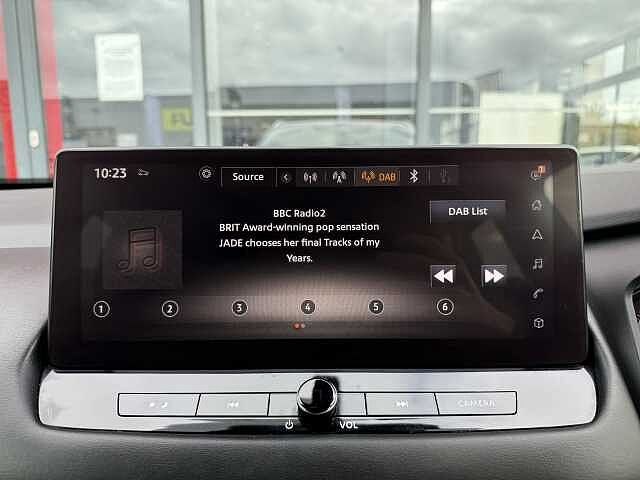 10:23
Source
DAB
BBC Radio2
BRIT Award-winning pop sensation
JADE chooses her final Tracks of my
Years.
DAB List
1 2 3 4 5 6
CAMERA
VOL